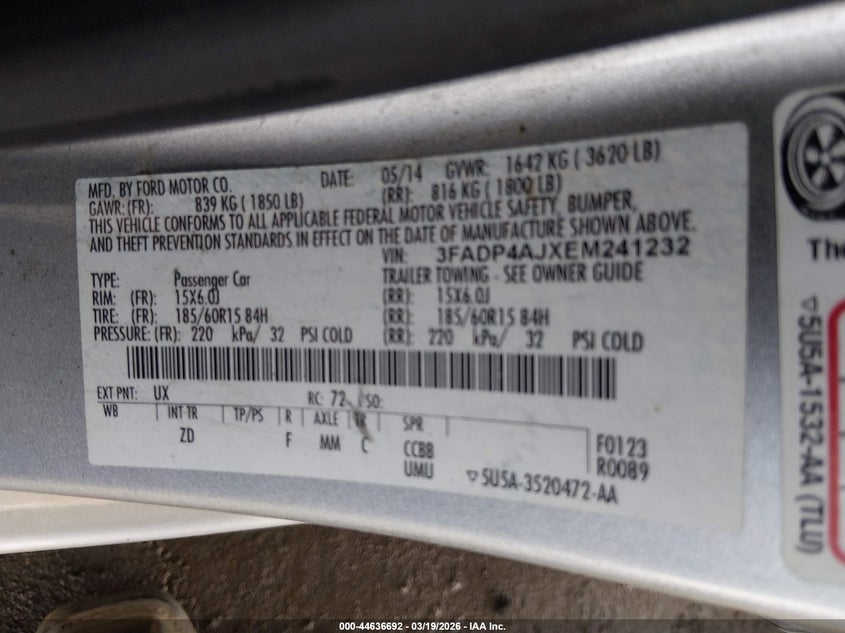 MFD. BY FORD MOTOR CO. DATE: 05/14 GVWR: 1642 KG ( 3620 LB)
GAWR: (FR): 839 KG ( 1850 LB) (RR): 816 KG ( 1800 LB)
THIS VEHICLE CONFORMS TO ALL APPLICABLE FEDERAL MOTOR VEHICLE SAFETY, BUMPER,
AND THEFT PREVENTION STANDARDS IN EFFECT ON THE DATE OF MANUFACTURE SHOWN ABOVE.
VIN: 3FADP4AJXEM241232
TYPE: Passenger Car TRAILER TOWING - SEE OWNER GUIDE
RIM: (FR): 15X6.0J (RR): 15X6.0J
TIRE: (FR): 185/60R15 84H (RR): 185/60R15 84H
PRESSURE: (FR): 220 kPa/ 32 PSI COLD (RR): 220 kPa/ 32 PSI COLD
EXT PNT: UX RC: 72 SO:
WB INT TR TP/PS R AXLE TR SPR
ZD F MM C CCB8 F0123
UMU R0089
▽5U5A-3520472-AA
The
▽5U5A-1532-AA (TLU)
000-44636692 - 03/19/2026 - IAA Inc.